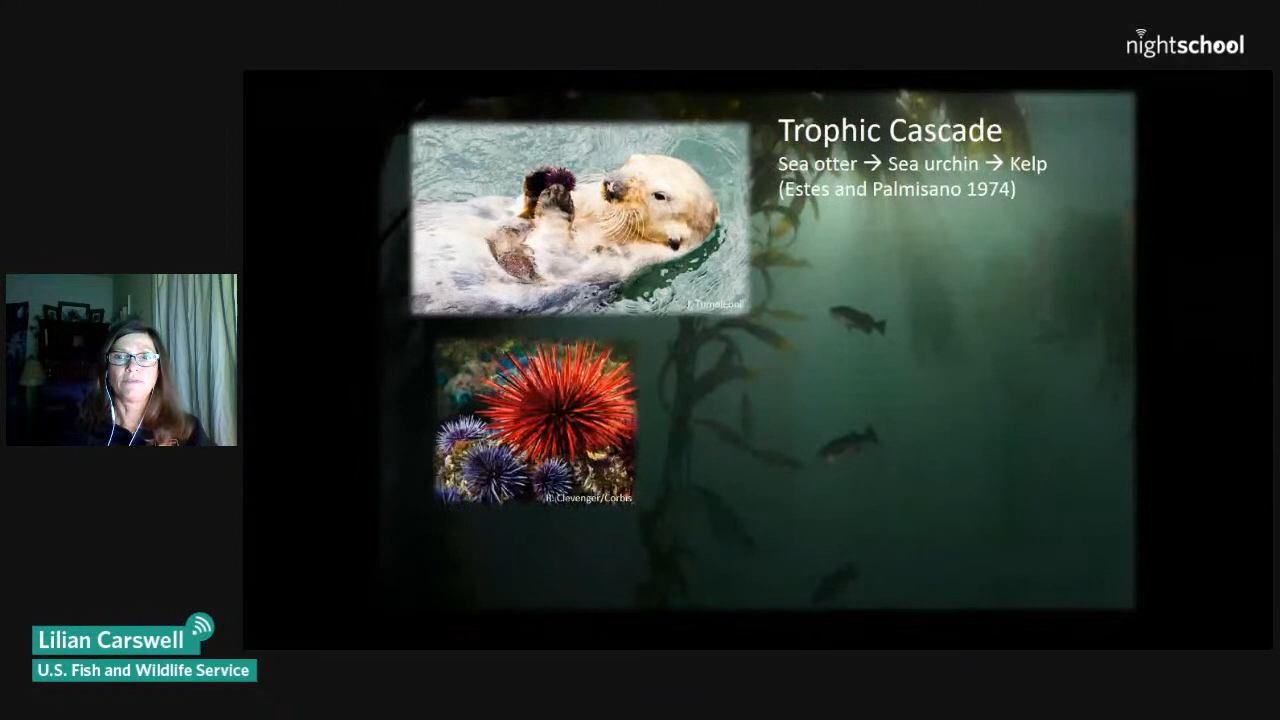 nightschool
Trophic Cascade
Sea otter → Sea urchin → Kelp
(Estes and Palmisano 1974)
R. Clevenger/Corbis
Lilian Carswell
U.S. Fish and Wildlife Service